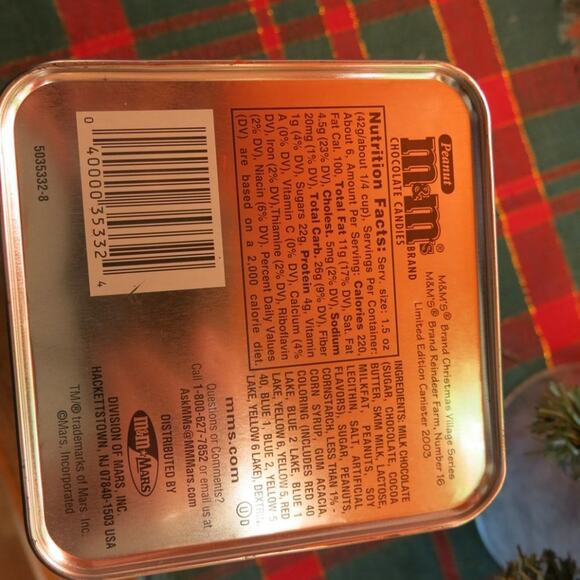 Peanut
m&m's®
CHOCOLATE CANDIES BRAND
M&M'S® Brand Christmas Village Series
M&M'S® Brand Reindeer Farm, Number 16
Limited Edition Canister 2003
Nutrition Facts: Serv. size: 1.5 oz
(42g/about 1/4 cup), Servings Per Container:
About 6, Amount Per Serving: Calories 220,
Fat Cal. 100, Total Fat 11g (17% DV), Sat. Fat
4.5g (23% DV), Cholest. 5mg (2% DV), Sodium
20mg (1% DV), Total Carb. 26g (9% DV), Fiber
1g (4% DV), Sugars 22g, Protein 4g, Vitamin
A (0% DV), Vitamin C (0% DV), Calcium (4%
DV), Iron (2% DV), Thiamine (2% DV), Riboflavin
(2% DV), Niacin (6% DV). Percent Daily Values
(DV) are based on a 2,000 calorie diet.
INGREDIENTS: MILK CHOCOLATE
(SUGAR, CHOCOLATE, COCOA
BUTTER, SKIM MILK, LACTOSE,
MILKFAT, PEANUTS, SOY
LECITHIN, SALT, ARTIFICIAL
FLAVORS), SUGAR, PEANUTS,
CORNSTARCH, LESS THAN 1% -
CORN SYRUP, GUM ACACIA,
COLORING (INCLUDES RED 40
LAKE, BLUE 2 LAKE, BLUE 1
LAKE, YELLOW 6, YELLOW 5, RED
40, BLUE 1, BLUE 2, YELLOW 5
LAKE, YELLOW 6 LAKE), DEXTRIN
U D
mms.com
Questions or Comments?
Call 1-800-627-7852 or email us at
AskMMs@MMMars.com
DISTRIBUTED BY
m&m MARS
DIVISION OF MARS, INC.
HACKETTSTOWN, NJ 07840-1503 USA
TM/® trademarks of Mars, Inc.
©Mars, Incorporated
0 40000 35332 4
5035332-8